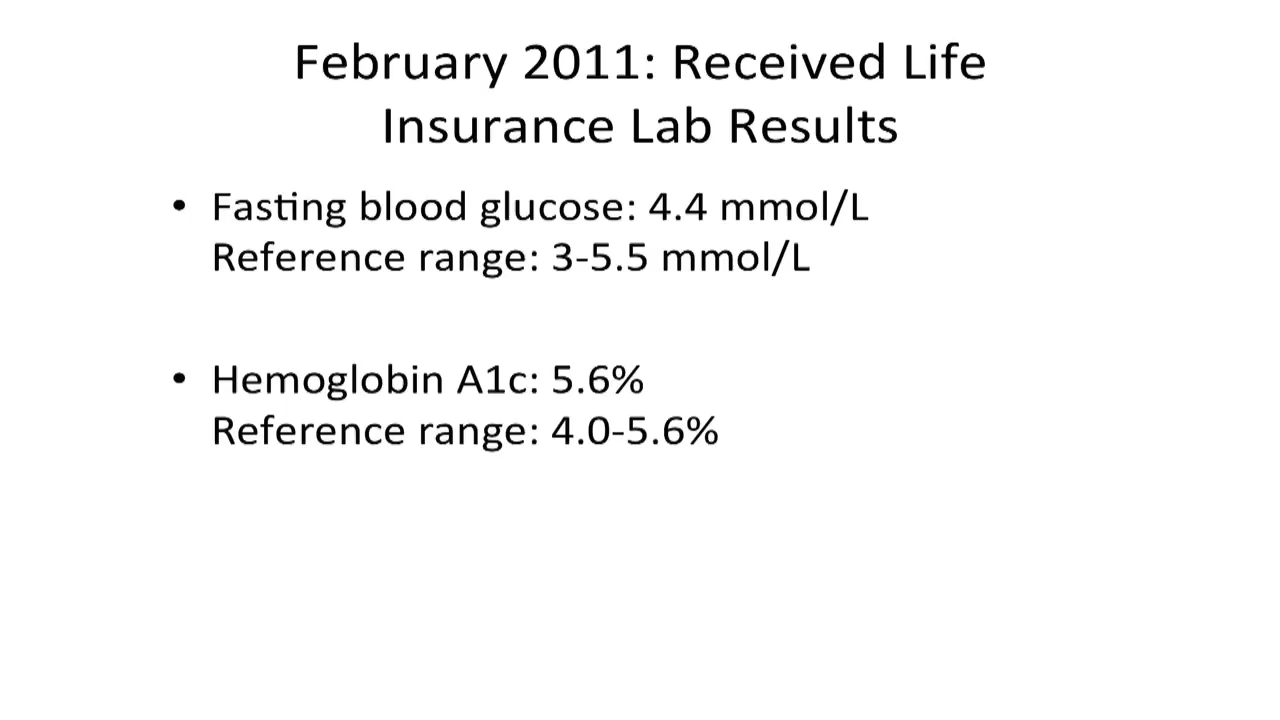 February 2011: Received Life
Insurance Lab Results
• Fasting blood glucose: 4.4 mmol/L
Reference range: 3-5.5 mmol/L
• Hemoglobin A1c: 5.6%
Reference range: 4.0-5.6%